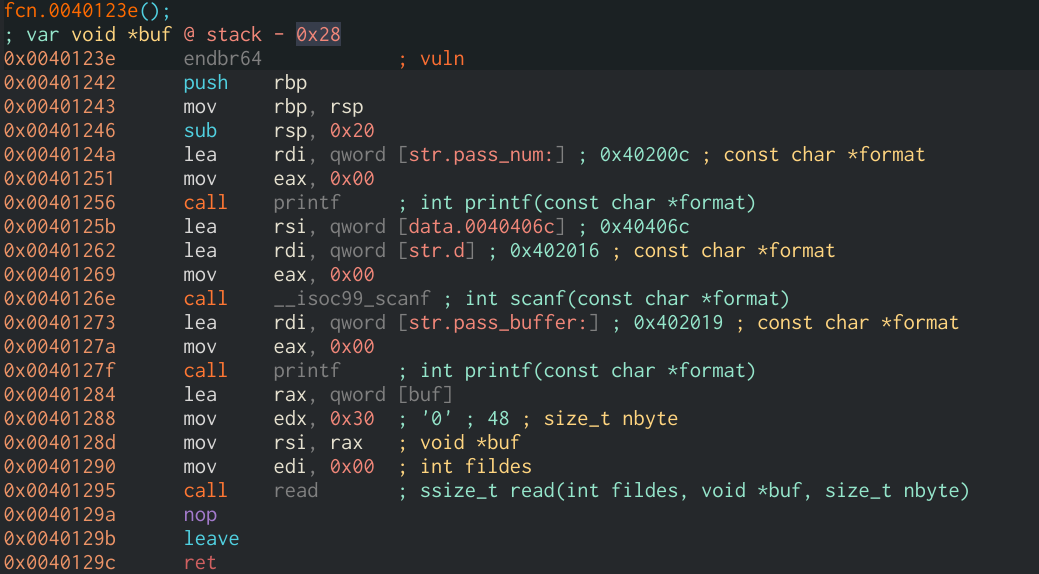 fcn.0040123e();
; var void *buf @ stack - 0x28
0x0040123e endbr64 ; vuln
0x00401242 push rbp
0x00401243 mov rbp, rsp
0x00401246 sub rsp, 0x20
0x0040124a lea rdi, qword [str.pass_num:] ; 0x40200c ; const char *format
0x00401251 mov eax, 0x00
0x00401256 call printf ; int printf(const char *format)
0x0040125b lea rsi, qword [data.0040406c] ; 0x40406c
0x00401262 lea rdi, qword [str.d] ; 0x402016 ; const char *format
0x00401269 mov eax, 0x00
0x0040126e call __isoc99_scanf ; int scanf(const char *format)
0x00401273 lea rdi, qword [str.pass_buffer:] ; 0x402019 ; const char *format
0x0040127a mov eax, 0x00
0x0040127f call printf ; int printf(const char *format)
0x00401284 lea rax, qword [buf]
0x00401288 mov edx, 0x30 ; '0' ; 48 ; size_t nbyte
0x0040128d mov rsi, rax ; void *buf
0x00401290 mov edi, 0x00 ; int fildes
0x00401295 call read ; ssize_t read(int fildes, void *buf, size_t nbyte)
0x0040129a nop
0x0040129b leave
0x0040129c ret